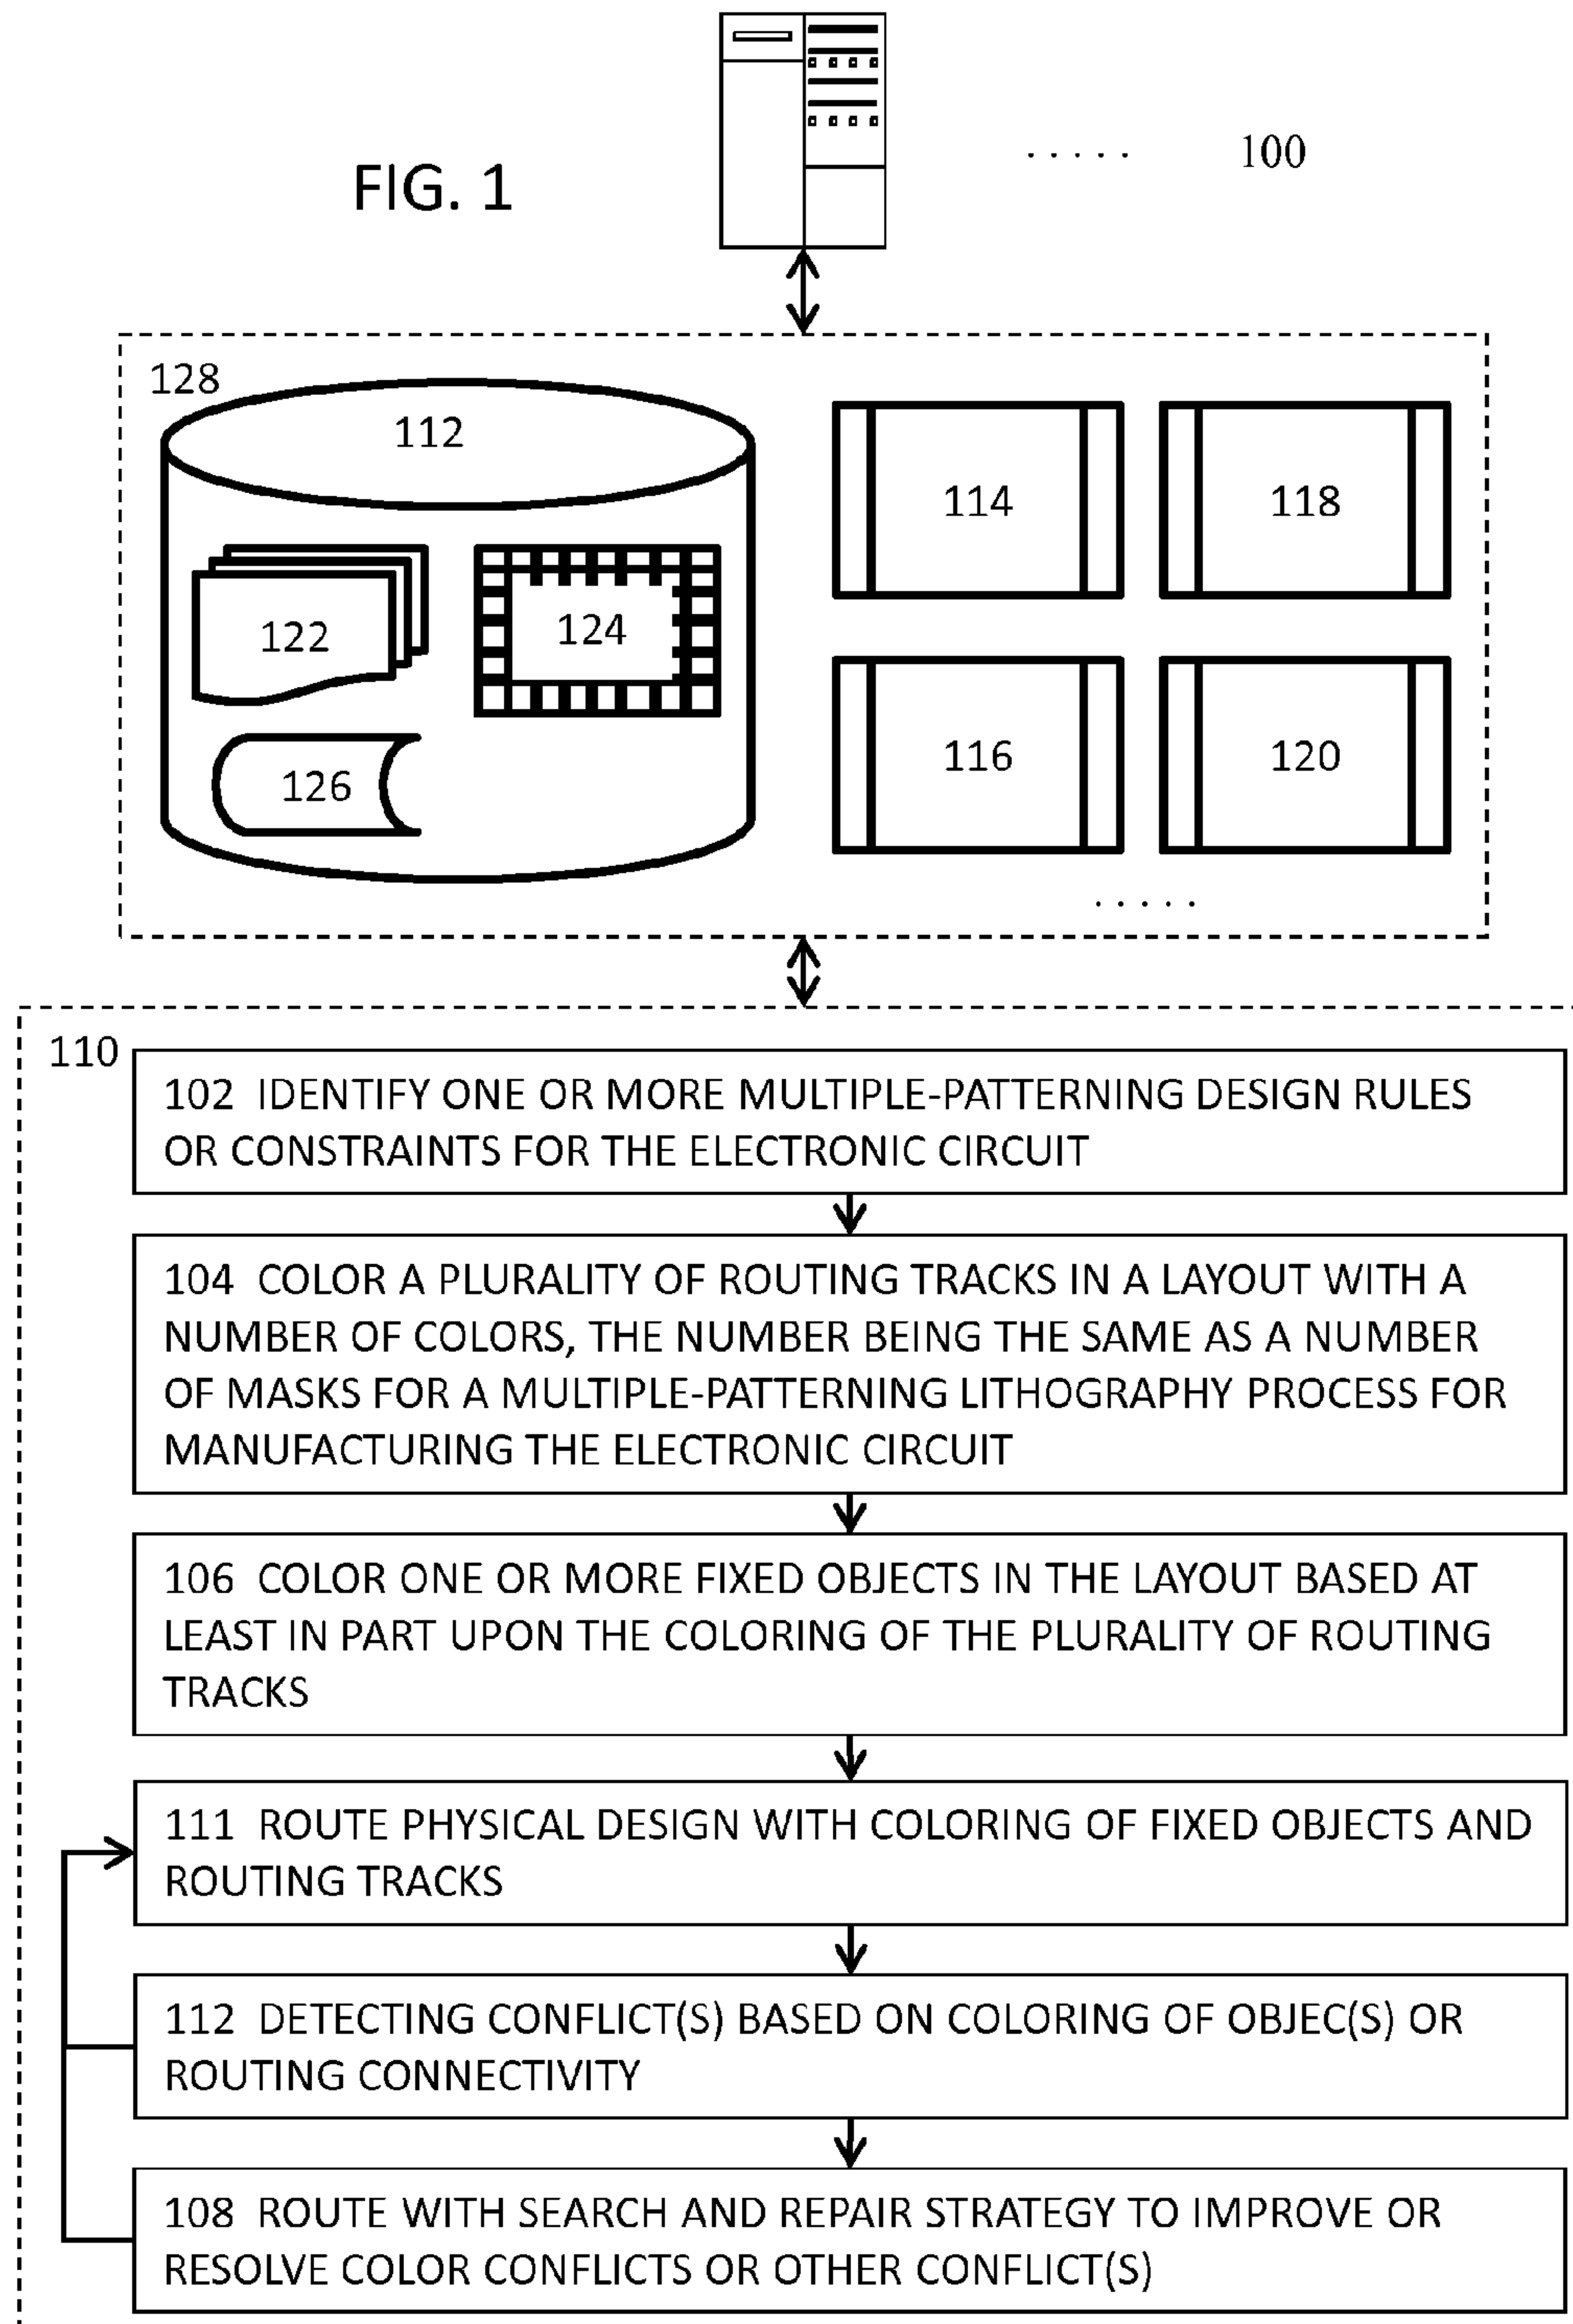 FIG. 1
. . . . . 100
128
112
114
118
122
124
116
120
126
. . . . .
110
102 IDENTIFY ONE OR MORE MULTIPLE-PATTERNING DESIGN RULES
OR CONSTRAINTS FOR THE ELECTRONIC CIRCUIT
104 COLOR A PLURALITY OF ROUTING TRACKS IN A LAYOUT WITH A
NUMBER OF COLORS, THE NUMBER BEING THE SAME AS A NUMBER
OF MASKS FOR A MULTIPLE-PATTERNING LITHOGRAPHY PROCESS FOR
MANUFACTURING THE ELECTRONIC CIRCUIT
106 COLOR ONE OR MORE FIXED OBJECTS IN THE LAYOUT BASED AT
LEAST IN PART UPON THE COLORING OF THE PLURALITY OF ROUTING
TRACKS
111 ROUTE PHYSICAL DESIGN WITH COLORING OF FIXED OBJECTS AND
ROUTING TRACKS
112 DETECTING CONFLICT(S) BASED ON COLORING OF OBJEC(S) OR
ROUTING CONNECTIVITY
108 ROUTE WITH SEARCH AND REPAIR STRATEGY TO IMPROVE OR
RESOLVE COLOR CONFLICTS OR OTHER CONFLICT(S)